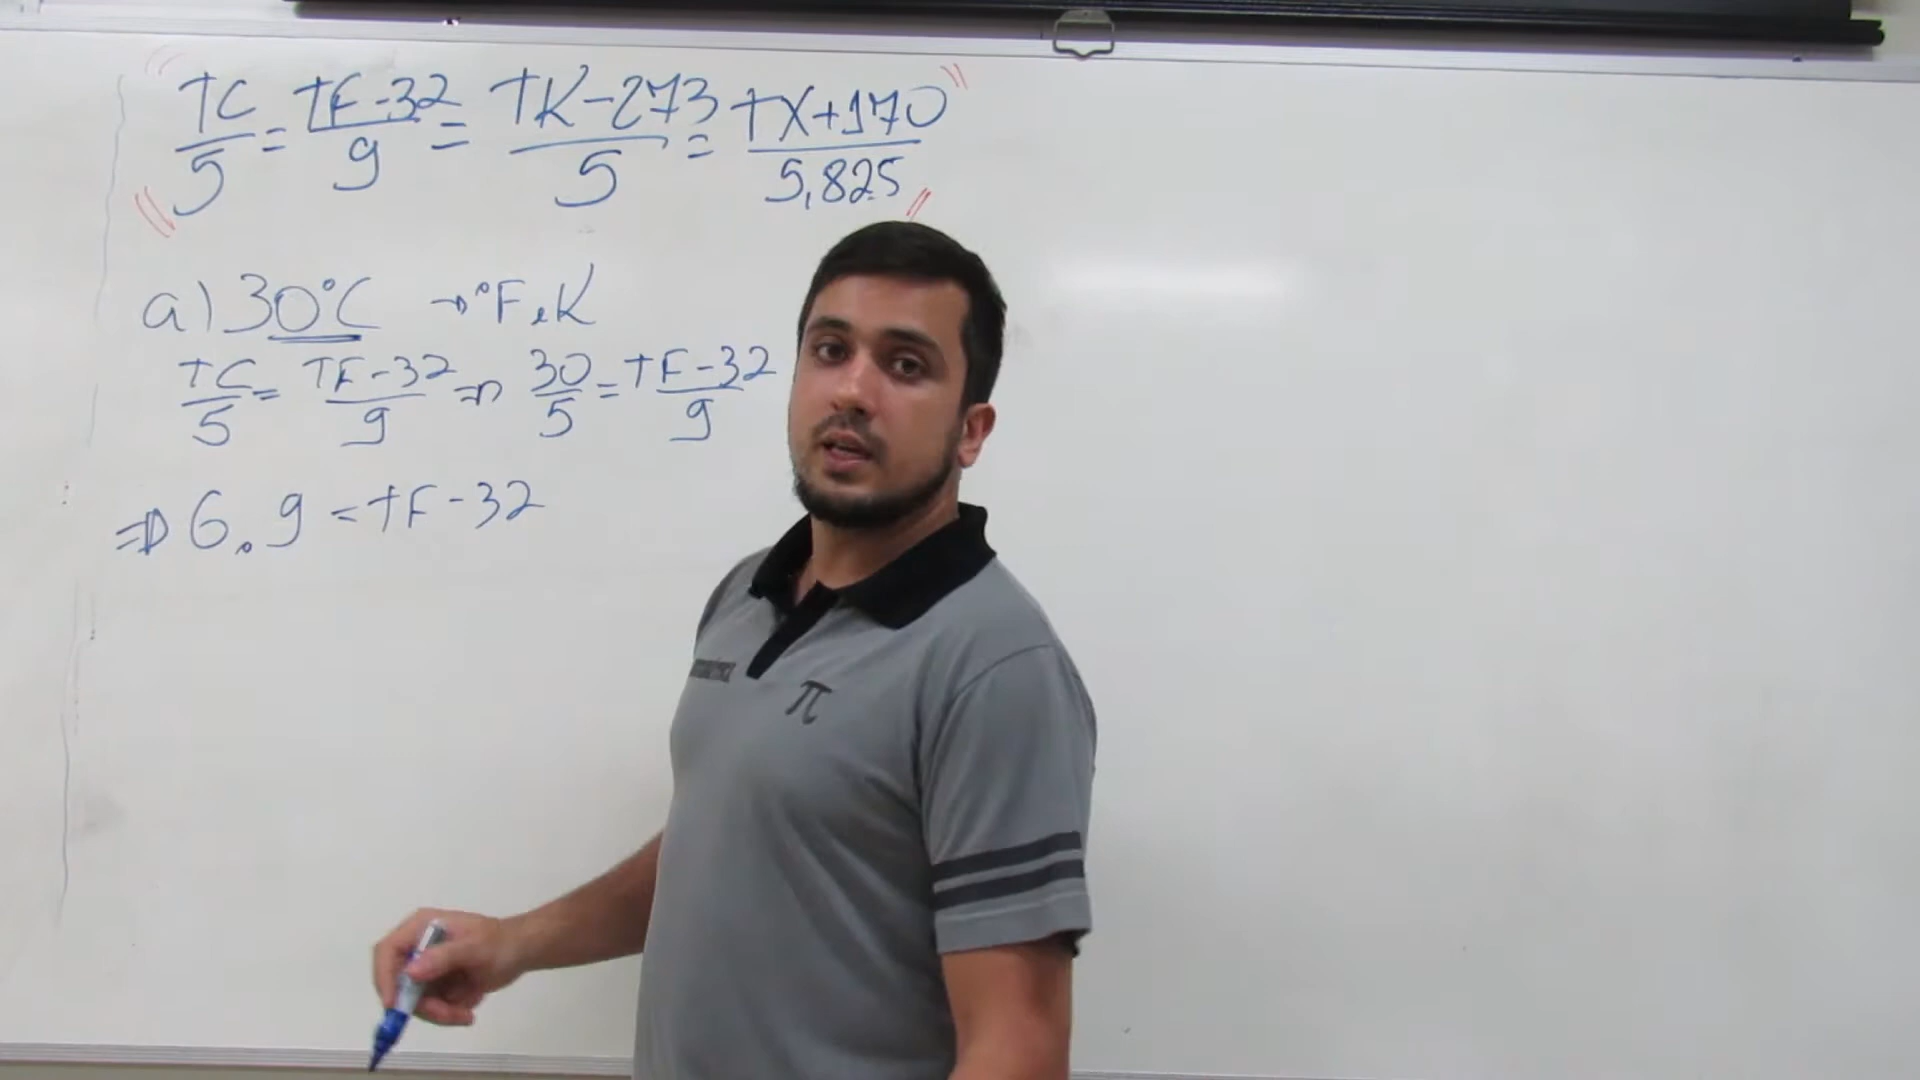 TC/5 = TF-32/9 = TK-273/5 = TX+170/5,825
a) 30°C → °F e K
TC/5 = TF-32/9 ⇒ 30/5 = TF-32/9
⇒ 6.9 = TF-32
π